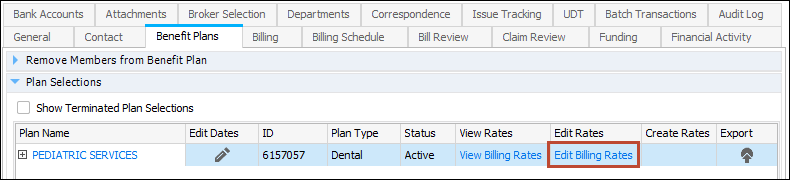 Bank Accounts Attachments Broker Selection Departments Correspondence Issue Tracking UDT Batch Transactions Audit Log
General Contact Benefit Plans Billing Billing Schedule Bill Review Claim Review Funding Financial Activity
Remove Members from Benefit Plan
Plan Selections
Show Terminated Plan Selections
Plan Name Edit Dates ID Plan Type Status View Rates Edit Rates Create Rates Export
PEDIATRIC SERVICES 6157057 Dental Active View Billing Rates Edit Billing Rates